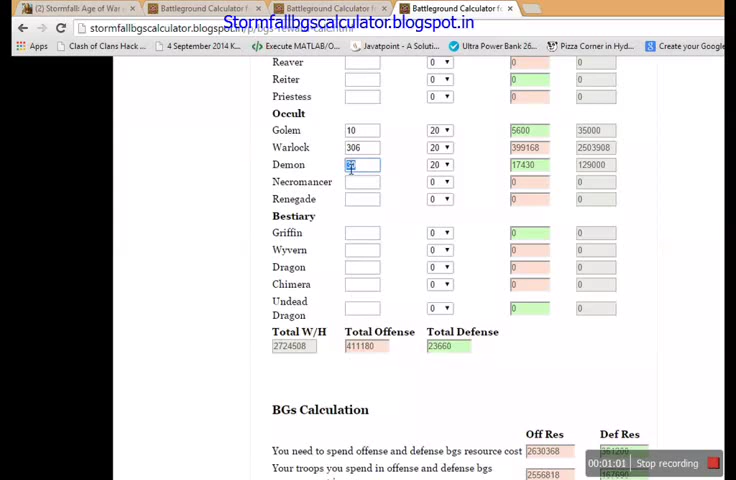 (2) Stormfall: Age of War
Battleground Calculator f
Battleground Calculator f
Battleground Calculator f
stormfallbgscalculator.blogspot.in
Stormfallbgscalculator.blogspot.in
Apps
Clash of Clans Hack
4 September 2014 K
Execute MATLAB/O
Javatpoint - A Soluti
Ultra Power Bank 26
Pizza Corner in Hyd
Create your Google
Reaver 0 0 0
Reiter 0 0 0
Priestess 0 0 0
Occult
Golem 10 20 5600 35000
Warlock 306 20 399168 2503908
Demon 20 17430 129000
Necromancer 0 0 0
Renegade 0 0 0
Bestiary
Griffin 0 0 0
Wyvern 0 0 0
Dragon 0 0 0
Chimera 0 0 0
Undead Dragon 0 0 0
Total W/H Total Offense Total Defense
2724508 411180 23660
BGs Calculation
Off Res Def Res
You need to spend offense and defense bgs resource cost 2630368 361200
Your troops you spend in offense and defense bgs 2556818 167690
00:01:01 Stop recording